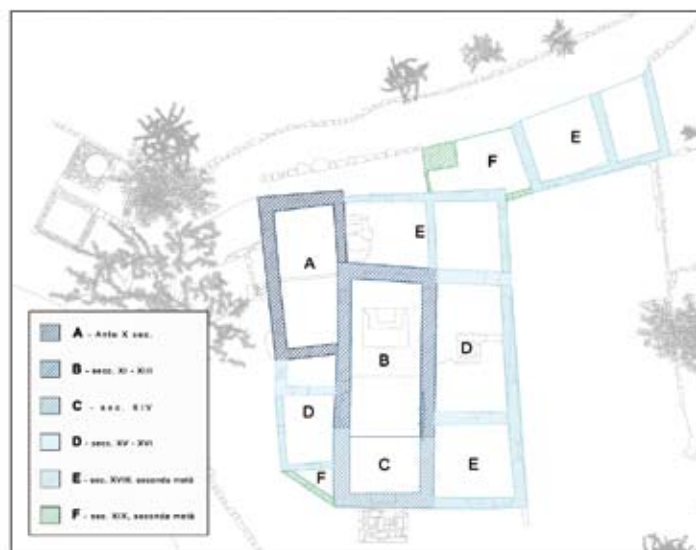 F
E
E
A
B
D
D
F
C
E
A - Ante X sec.
B - secc. XI - XIII
C - sec. XIV
D - secc. XV - XVI
E - sec. XVIII, seconda metà
F - sec. XIX, seconda metà